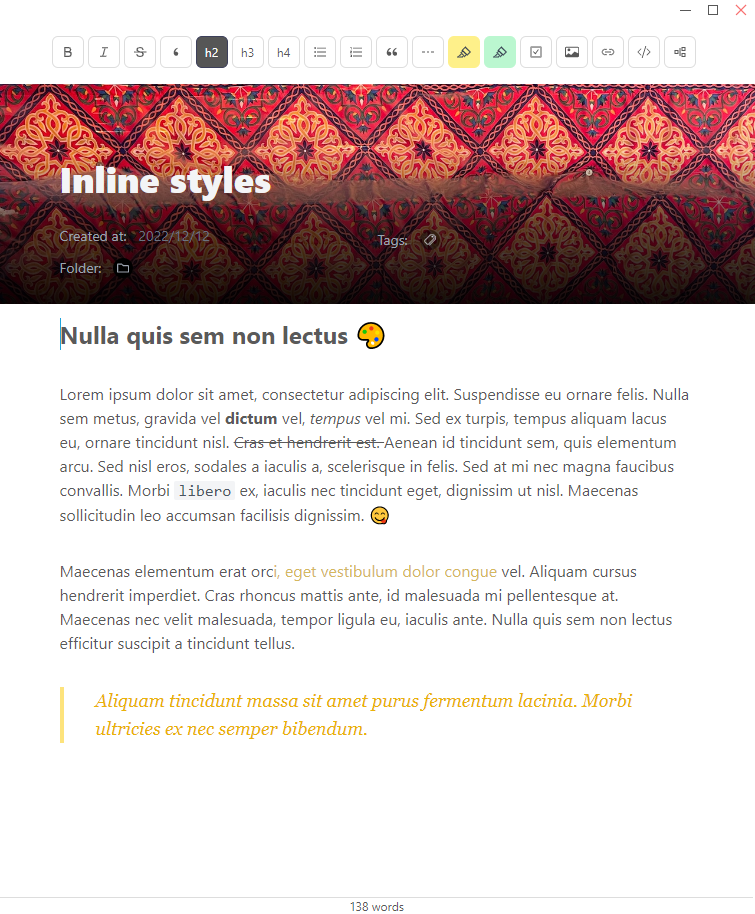 B I S h2 h3 h4
Inline styles
Created at: 2022/12/12
Tags:
Folder:
Nulla quis sem non lectus 🎨
Lorem ipsum dolor sit amet, consectetur adipiscing elit. Suspendisse eu ornare felis. Nulla
sem metus, gravida vel dictum vel, tempus vel mi. Sed ex turpis, tempus aliquam lacus
eu, ornare tincidunt nisl. Cras et hendrerit est. Aenean id tincidunt sem, quis elementum
arcu. Sed nisl eros, sodales a iaculis a, scelerisque in felis. Sed at mi nec magna faucibus
convallis. Morbi libero ex, iaculis nec tincidunt eget, dignissim ut nisl. Maecenas
sollicitudin leo accumsan facilisis dignissim. 😋
Maecenas elementum erat orci, eget vestibulum dolor congue vel. Aliquam cursus
hendrerit imperdiet. Cras rhoncus mattis ante, id malesuada mi pellentesque at.
Maecenas nec velit malesuada, tempor ligula eu, iaculis ante. Nulla quis sem non lectus
efficitur suscipit a tincidunt tellus.
Aliquam tincidunt massa sit amet purus fermentum lacinia. Morbi
ultricies ex nec semper bibendum.
138 words